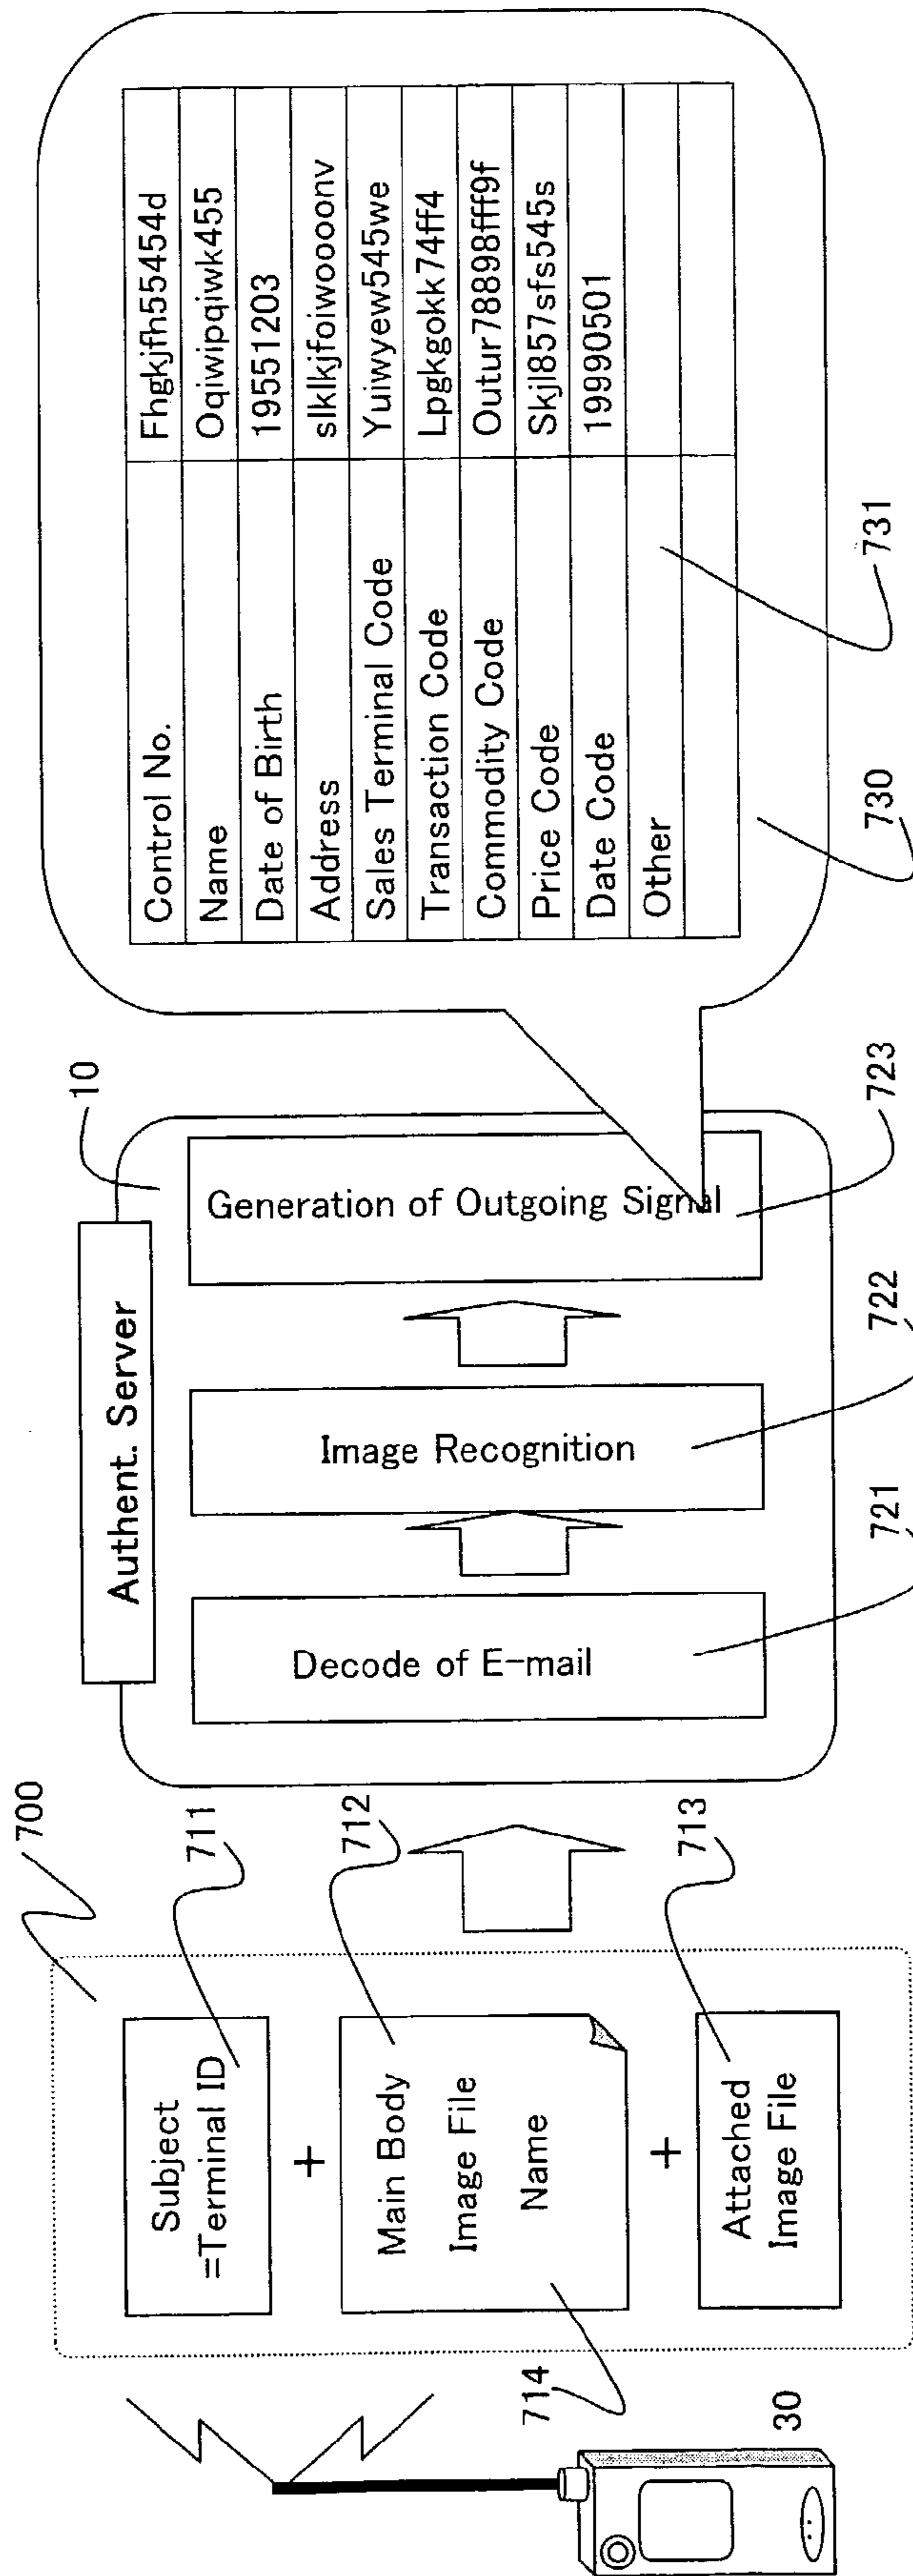 700
Subject
=Terminal ID
711
+
Main Body
Image File
Name
712
714
+
Attached
Image File
713
30
Authent. Server
10
Decode of E-mail
721
Image Recognition
722
Generation of Outgoing Signal
723
Control No. Fhgkjfh55454d
Name Oqiwipqiwk455
Date of Birth 19551203
Address slklkjfoiwoooonv
Sales Terminal Code Yuiwyew545we
Transaction Code Lpgkgokk74ff4
Commodity Code Outur78898fff9f
Price Code Skjl857sfs545s
Date Code 19990501
Other
730
731